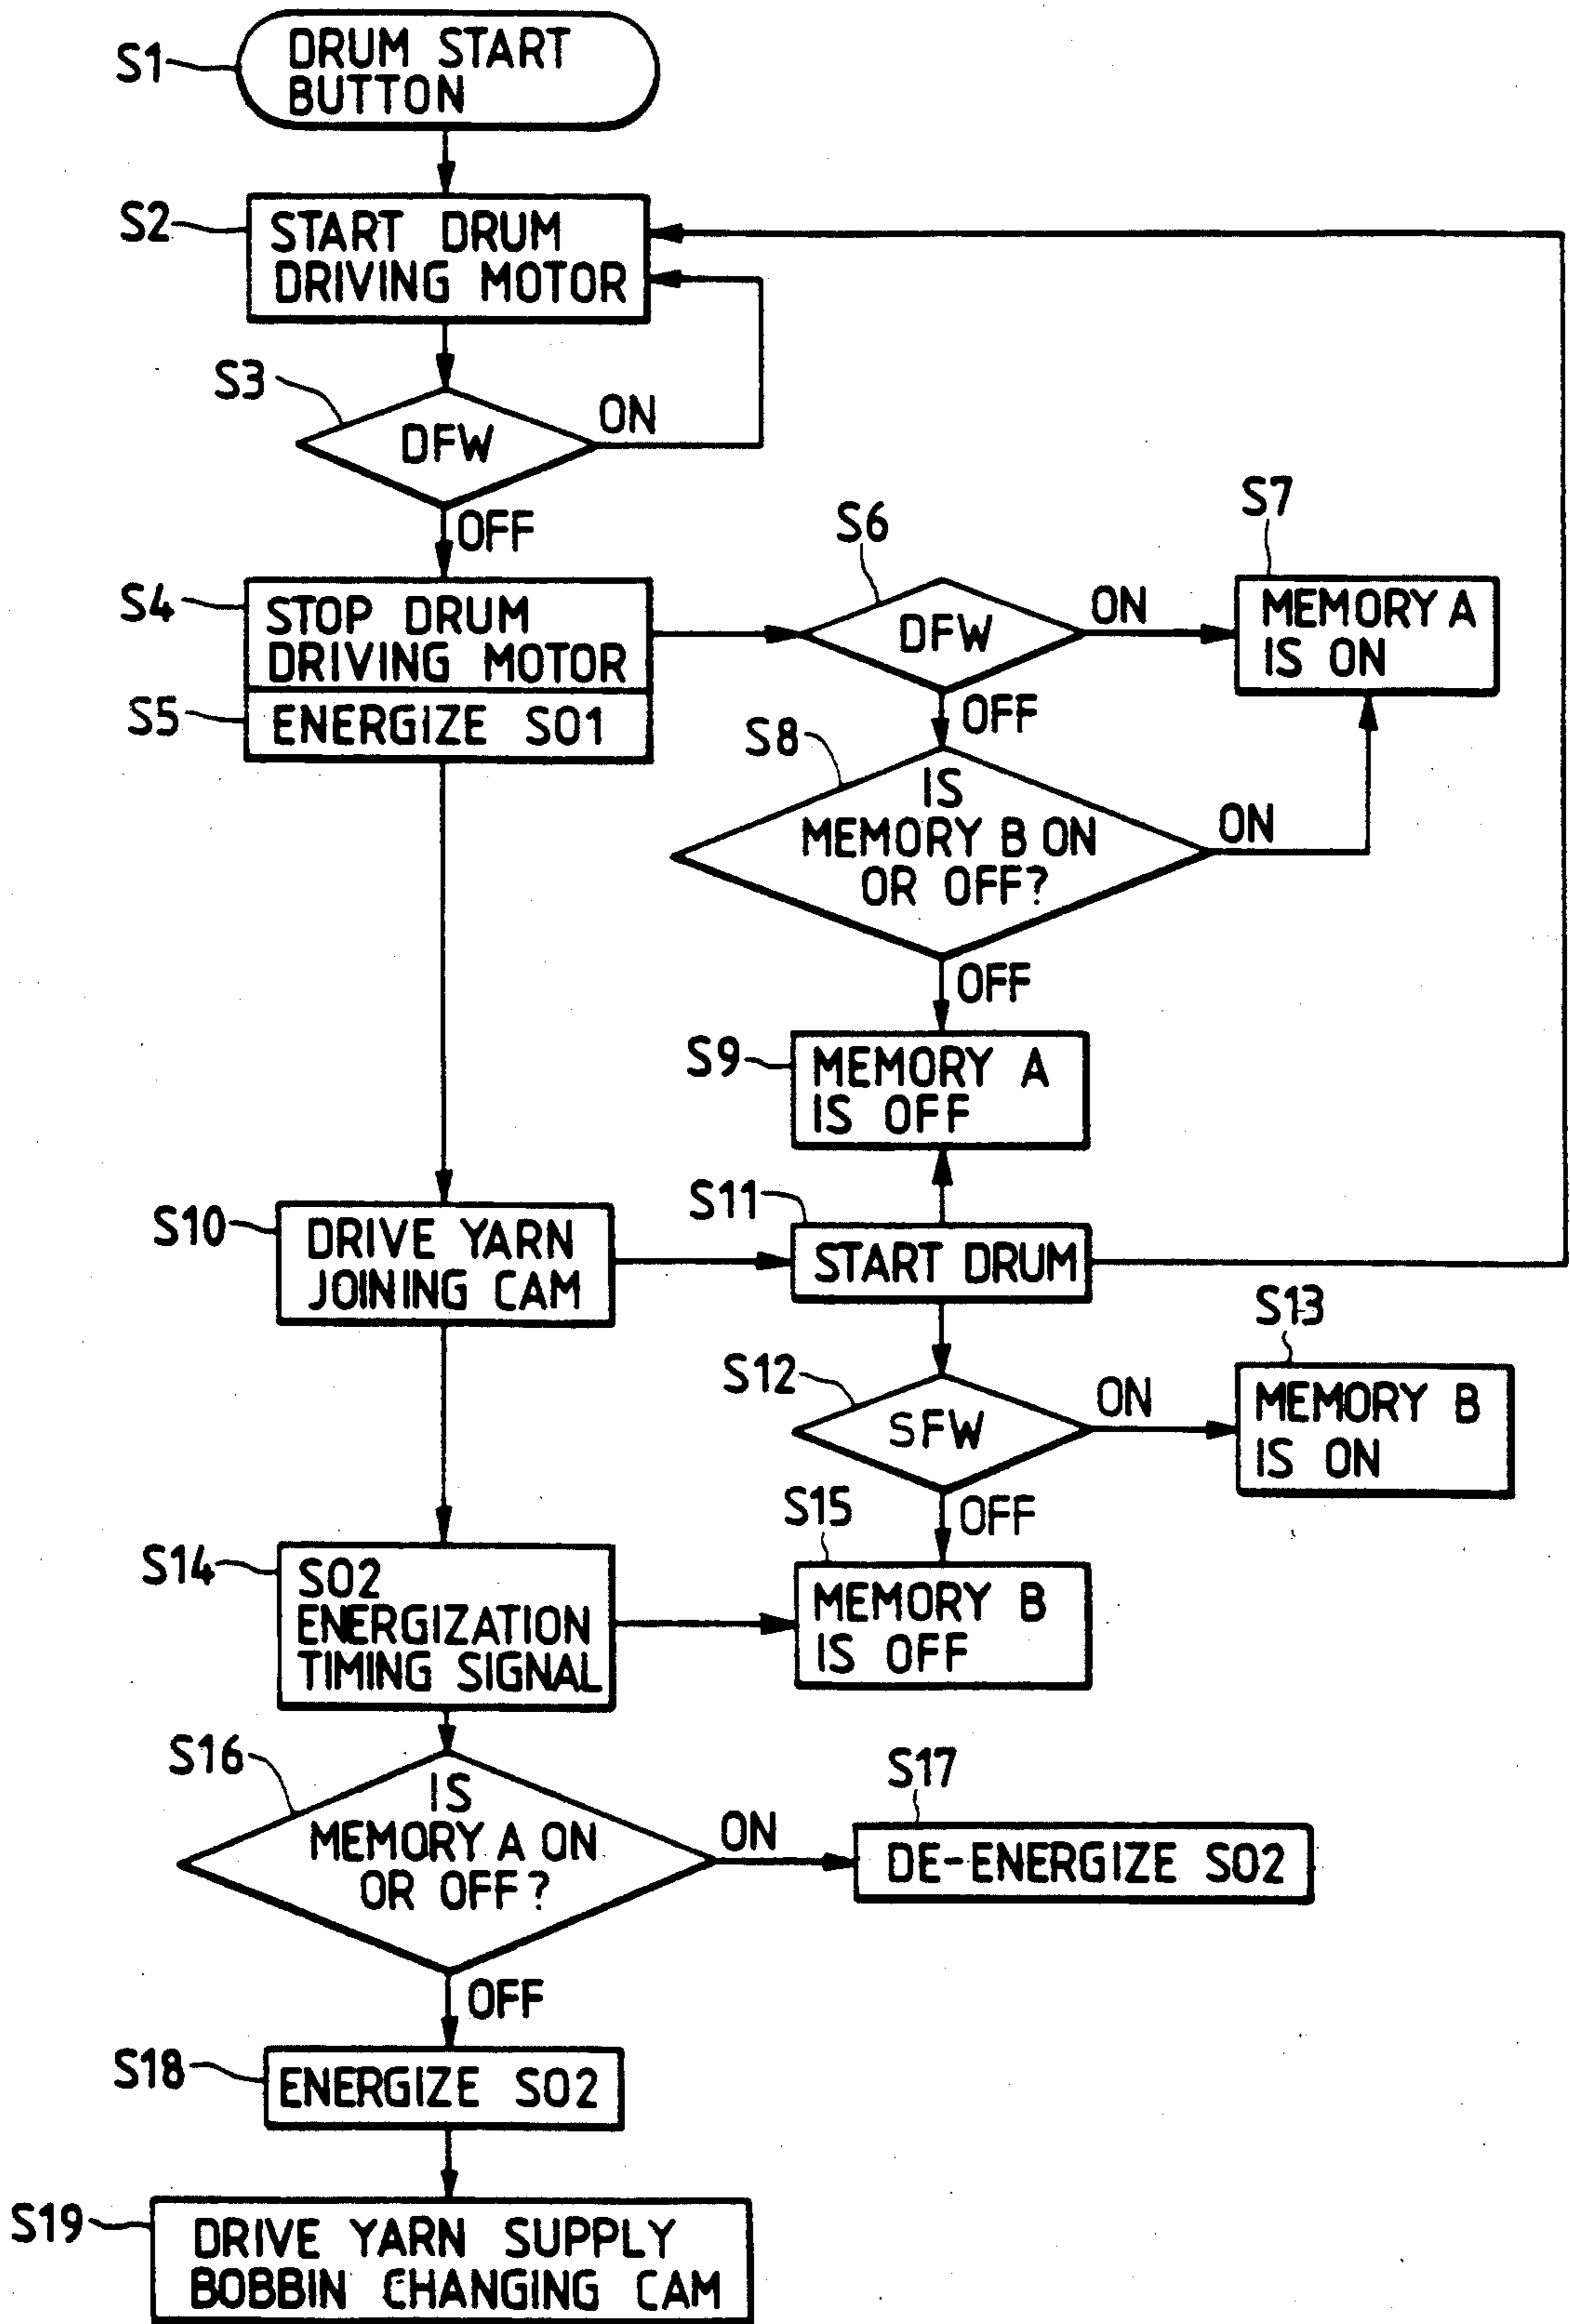 S1
DRUM START
BUTTON
S2
START DRUM
DRIVING MOTOR
S3
DFW
ON
OFF
S4
STOP DRUM
DRIVING MOTOR
S5
ENERGIZE SO1
S6
DFW
ON
S7
MEMORY A
IS ON
OFF
S8
IS
MEMORY B ON
OR OFF?
ON
OFF
S9
MEMORY A
IS OFF
S10
DRIVE YARN
JOINING CAM
S11
START DRUM
S12
SFW
ON
S13
MEMORY B
IS ON
OFF
S14
SO2
ENERGIZATION
TIMING SIGNAL
S15
MEMORY B
IS OFF
S16
IS
MEMORY A ON
OR OFF?
ON
S17
DE-ENERGIZE SO2
OFF
S18
ENERGIZE SO2
S19
DRIVE YARN SUPPLY
BOBBIN CHANGING CAM